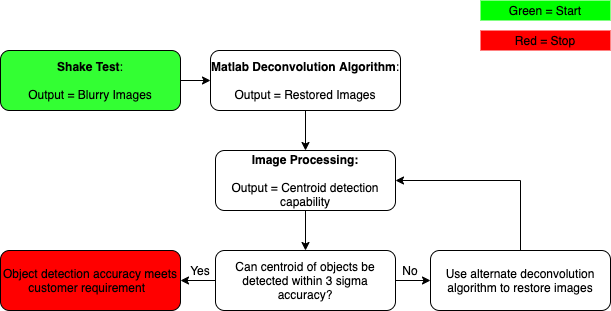 Green = Start
Red = Stop
Shake Test:
Output = Blurry Images
Matlab Deconvolution Algorithm:
Output = Restored Images
Image Processing:
Output = Centroid detection
capability
Object detection accuracy meets
customer requirement
Yes
Can centroid of objects be
detected within 3 sigma
accuracy?
No
Use alternate deconvolution
algorithm to restore images